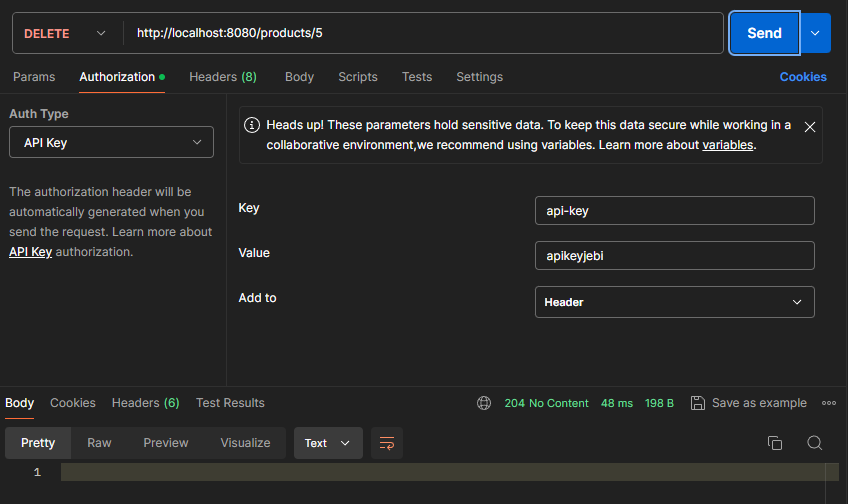 DELETE http://localhost:8080/products/5 Send
Params Authorization Headers (8) Body Scripts Tests Settings Cookies
Auth Type
API Key
The authorization header will be
automatically generated when you
send the request. Learn more about
API Key authorization.
Heads up! These parameters hold sensitive data. To keep this data secure while working in a
collaborative environment,we recommend using variables. Learn more about variables.
Key api-key
Value apikeyjebi
Add to Header
Body Cookies Headers (6) Test Results 204 No Content 48 ms 198 B Save as example
Pretty Raw Preview Visualize Text
1